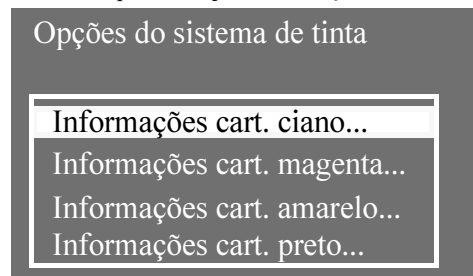 Opções do sistema de tinta
Informações cart. ciano...
Informações cart. magenta...
Informações cart. amarelo...
Informações cart. preto...